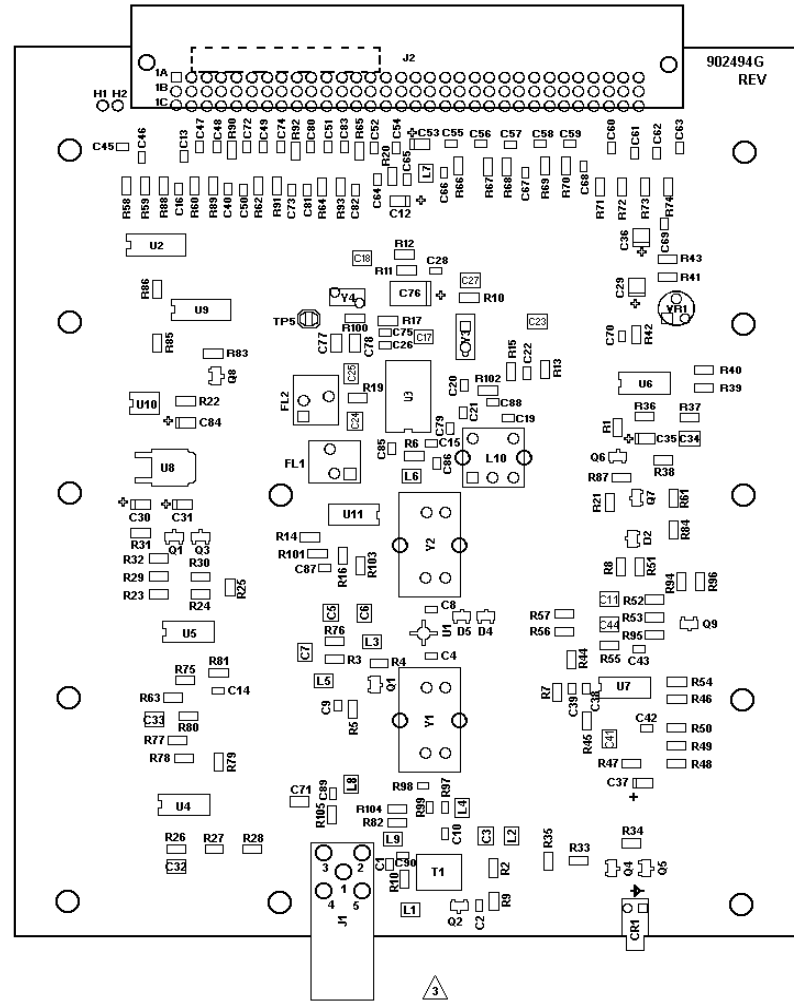 J2
902494G
REV
1A
1B
1C
H1 H2
C45
C46
C13
C47
C48
R90
C72
C49
C74
R92
C80
C51
C83
R65
C52
R20
C54
C65
C53
C55
C56
C57
C58
C59
C60
C61
C62
C63
L7
C66
R66
R67
R68
C67
R69
R70
C68
R58
R59
R88
C16
R60
R89
C40
C50
R62
R91
C73
C81
R64
R93
C82
C64
C12
R71
R72
R73
R74
C69
C36
U2
R12
C18
R11
C28
C27
R43
R41
R86
U9
Y4
C76
R10
C29
YR1
TP5
R100
R17
C75
C26
C17
Y3
C23
C70
R42
R85
C77
C78
R83
Q8
C25
R19
U3
C20
R102
R15
C22
R13
U6
R40
R39
U10
R22
C84
FL2
C24
C21
C88
C19
R36
R37
R1
C79
C35
C34
U8
FL1
C85
R6
C15
C86
L10
Q6
R38
L6
R87
C30
C31
R21
Q7
R61
U11
Y2
R31
Q1
Q3
R14
D2
R84
R32
R30
R101
R16
R103
C87
R29
R8
R51
R94
R96
R23
R24
R25
C5
C6
C8
C11
R52
U5
R76
L3
U1
D5
D4
R57
R56
C44
R53
R95
Q9
C7
R3
R4
C4
R55
C43
R75
R81
L5
Q1
R44
R63
C14
C9
R5
Y1
R7
C39
C38
U7
R54
R46
C33
R80
R45
C41
C42
R50
R77
R49
R78
R79
R47
R48
C37
L8
R98
U4
C71
C89
R105
R104
R99
R97
L4
R82
R26
R27
R28
L9
C10
C3
L2
R35
R33
R34
C32
3
2
C1
C90
T1
R2
Q4
Q5
1
R10
4
5
L1
Q2
C2
R9
J1
CR1
3